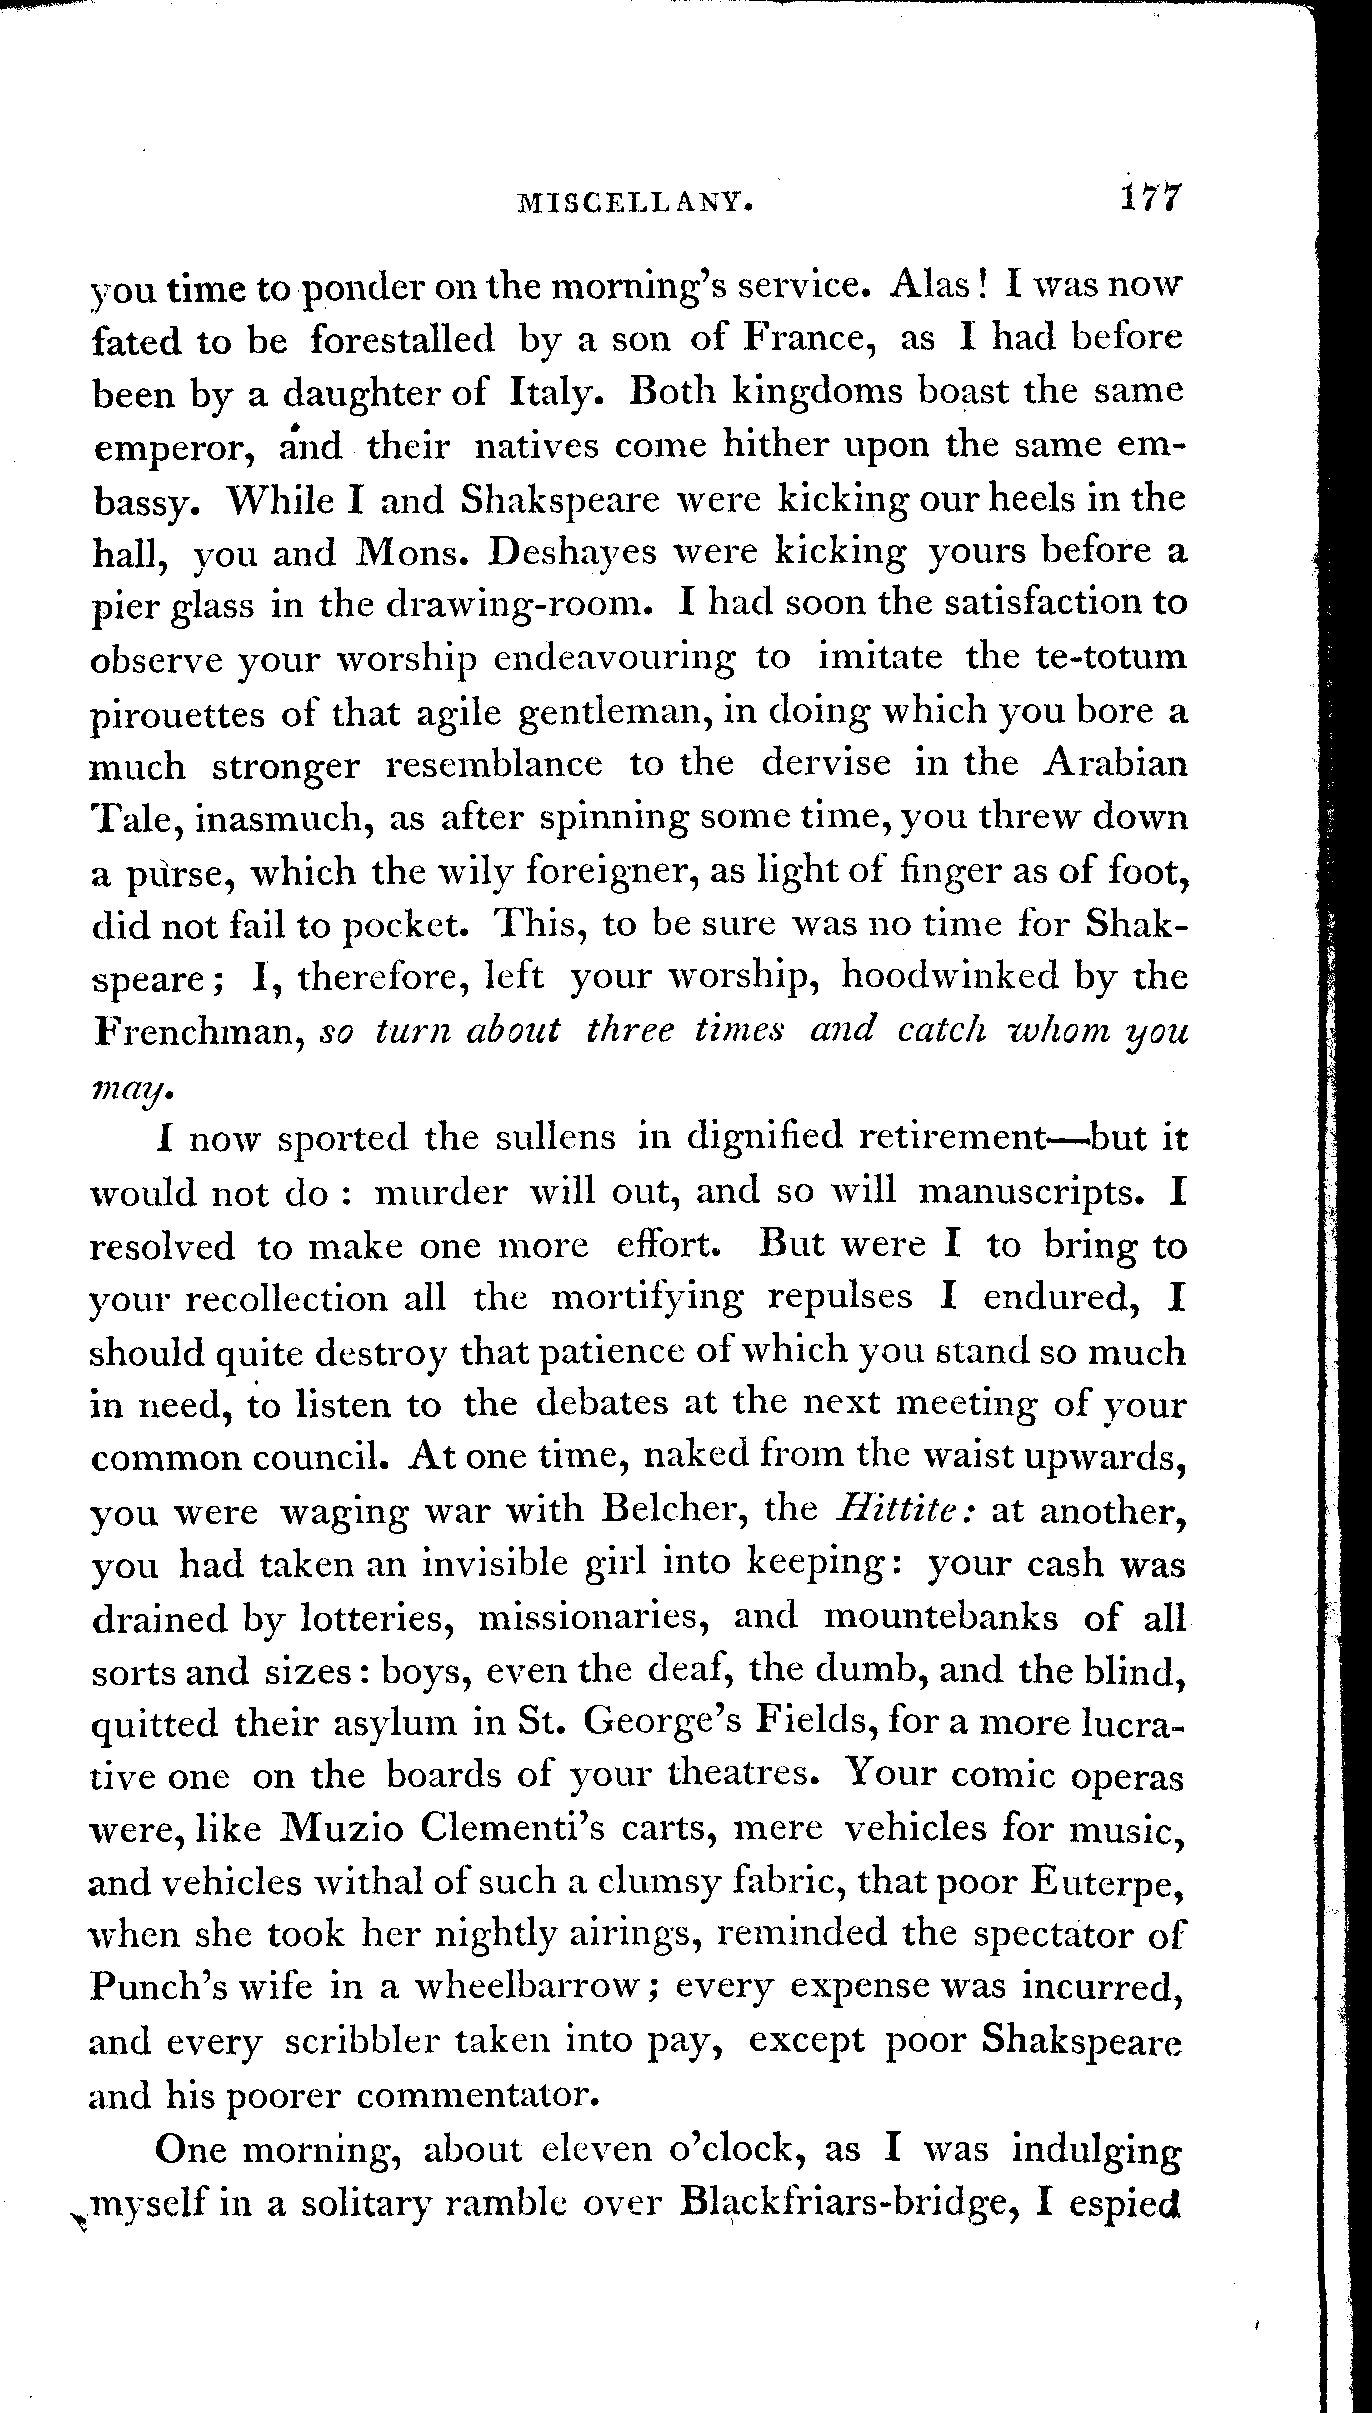 MISCELLANY. 177
you time to ponder on the morning's service. Alas! I was now
fated to be forestalled by a son of France, as I had before
been by a daughter of Italy. Both kingdoms boast the same
emperor, and their natives come hither upon the same em-
bassy. While I and Shakspeare were kicking our heels in the
hall, you and Mons. Deshayes were kicking yours before a
pier glass in the drawing-room. I had soon the satisfaction to
observe your worship endeavouring to imitate the te-totum
pirouettes of that agile gentleman, in doing which you bore a
much stronger resemblance to the dervise in the Arabian
Tale, inasmuch, as after spinning some time, you threw down
a purse, which the wily foreigner, as light of finger as of foot,
did not fail to pocket. This, to be sure was no time for Shak-
speare; I, therefore, left your worship, hoodwinked by the
Frenchman, so turn about three times and catch whom you
may.
I now sported the sullens in dignified retirement—but it
would not do : murder will out, and so will manuscripts. I
resolved to make one more effort. But were I to bring to
your recollection all the mortifying repulses I endured, I
should quite destroy that patience of which you stand so much
in need, to listen to the debates at the next meeting of your
common council. At one time, naked from the waist upwards,
you were waging war with Belcher, the Hittite: at another,
you had taken an invisible girl into keeping: your cash was
drained by lotteries, missionaries, and mountebanks of all
sorts and sizes: boys, even the deaf, the dumb, and the blind,
quitted their asylum in St. George's Fields, for a more lucra-
tive one on the boards of your theatres. Your comic operas
were, like Muzio Clementi's carts, mere vehicles for music,
and vehicles withal of such a clumsy fabric, that poor Euterpe,
when she took her nightly airings, reminded the spectator of
Punch's wife in a wheelbarrow; every expense was incurred,
and every scribbler taken into pay, except poor Shakspeare
and his poorer commentator.
One morning, about eleven o'clock, as I was indulging
myself in a solitary ramble over Blackfriars-bridge, I espied